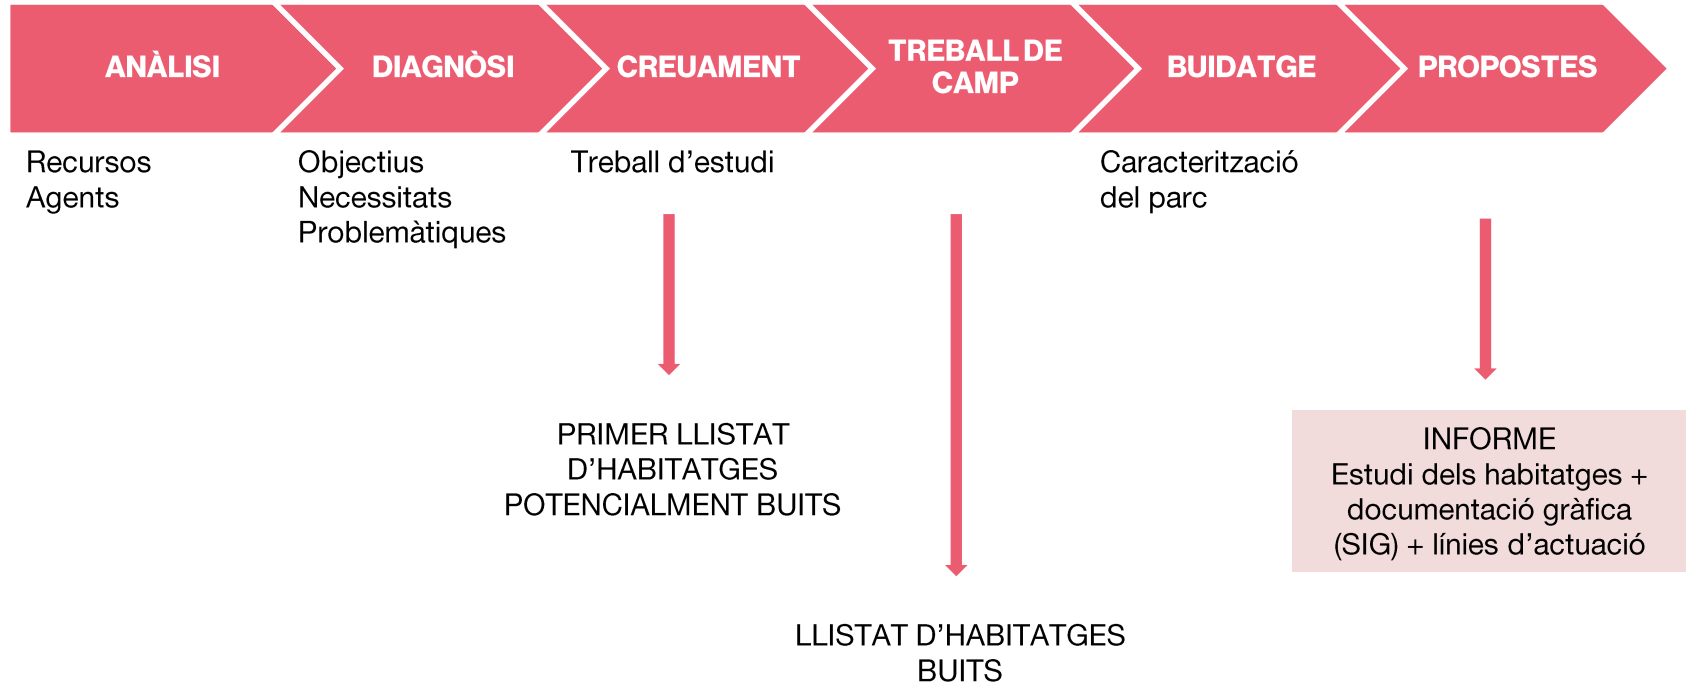 ANÀLISI
DIAGNÒSI
CREUAMENT
TREBALL DE
CAMP
BUIDATGE
PROPOSTES
Recursos
Agents
Objectius
Necessitats
Problemàtiques
Treball d’estudi
Caracterització
del parc
PRIMER LLISTAT
D’HABITATGES
POTENCIALMENT BUITS
LLISTAT D’HABITATGES
BUITS
INFORME
Estudi dels habitatges +
documentació gràfica
(SIG) + línies d’actuació